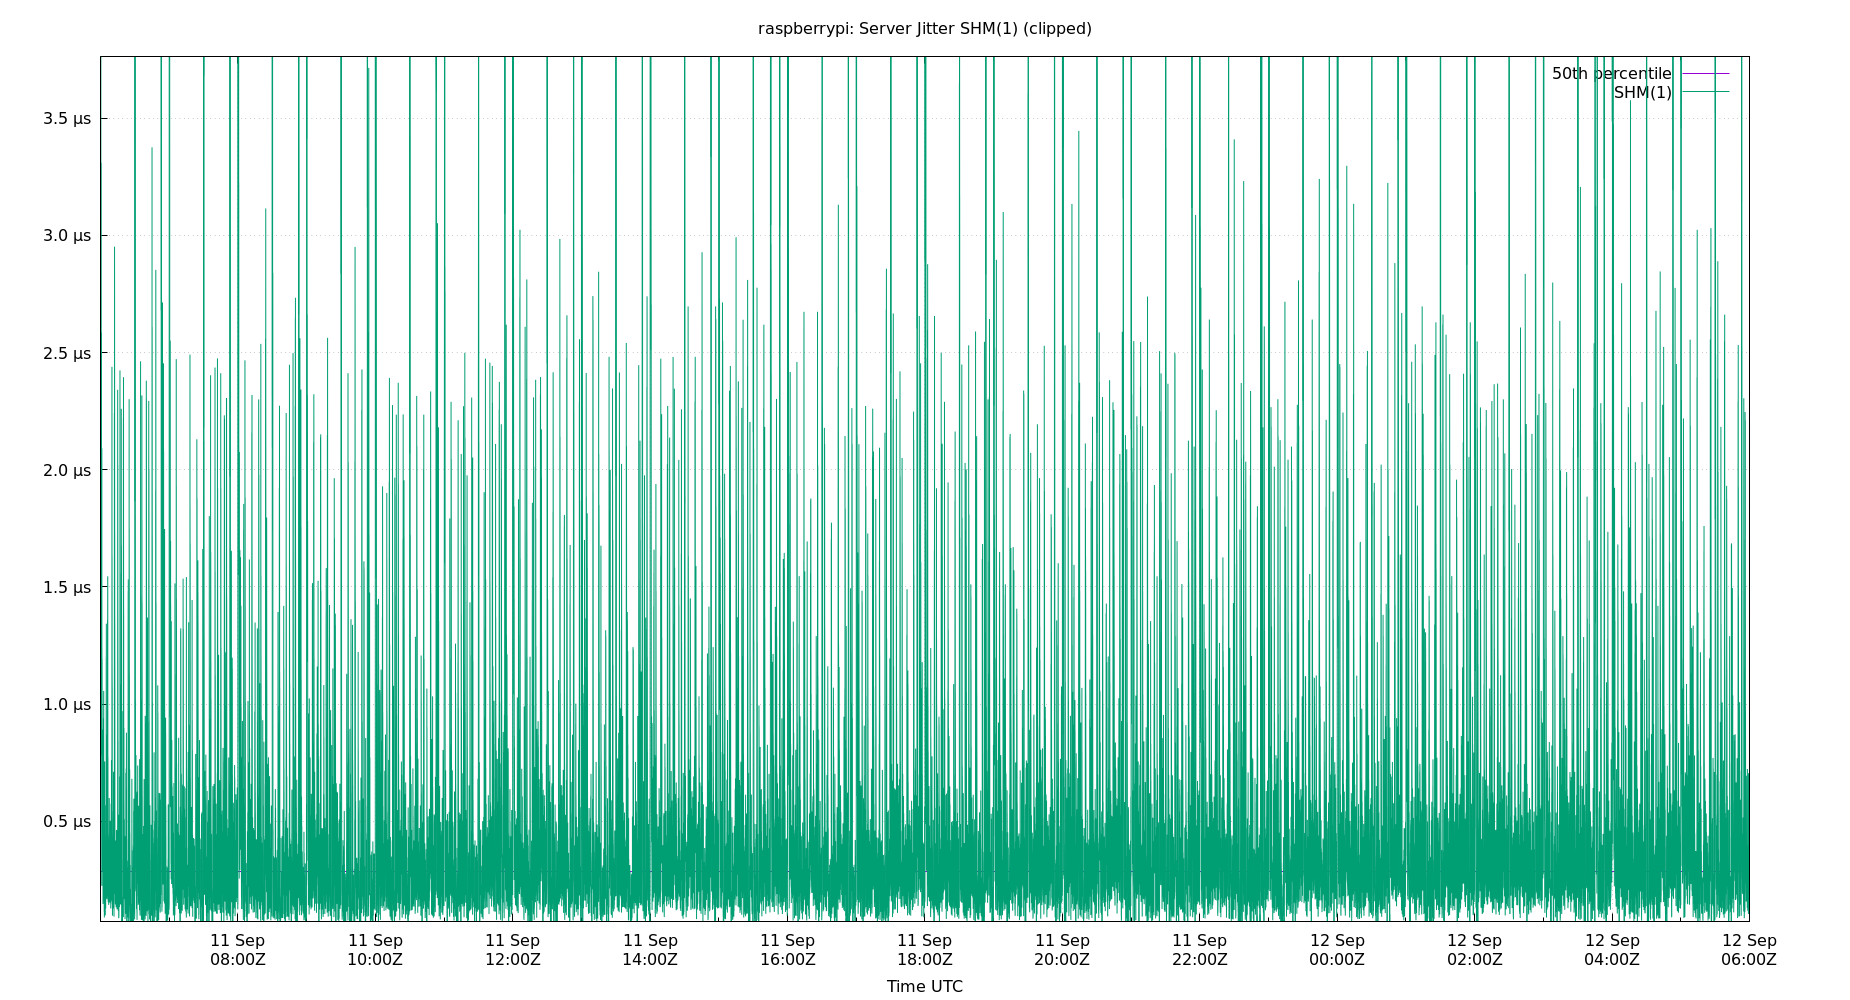 raspberrypi: Server Jitter SHM(1) (clipped)
50th percentile
SHM(1)
3.5 μs
3.0 μs
2.5 μs
2.0 μs
1.5 μs
1.0 μs
0.5 μs
11 Sep 11 Sep 11 Sep 11 Sep 11 Sep 11 Sep 11 Sep 11 Sep 12 Sep 12 Sep 12 Sep 12 Sep
08:00Z 10:00Z 12:00Z 14:00Z 16:00Z 18:00Z 20:00Z 22:00Z 00:00Z 02:00Z 04:00Z 06:00Z
Time UTC